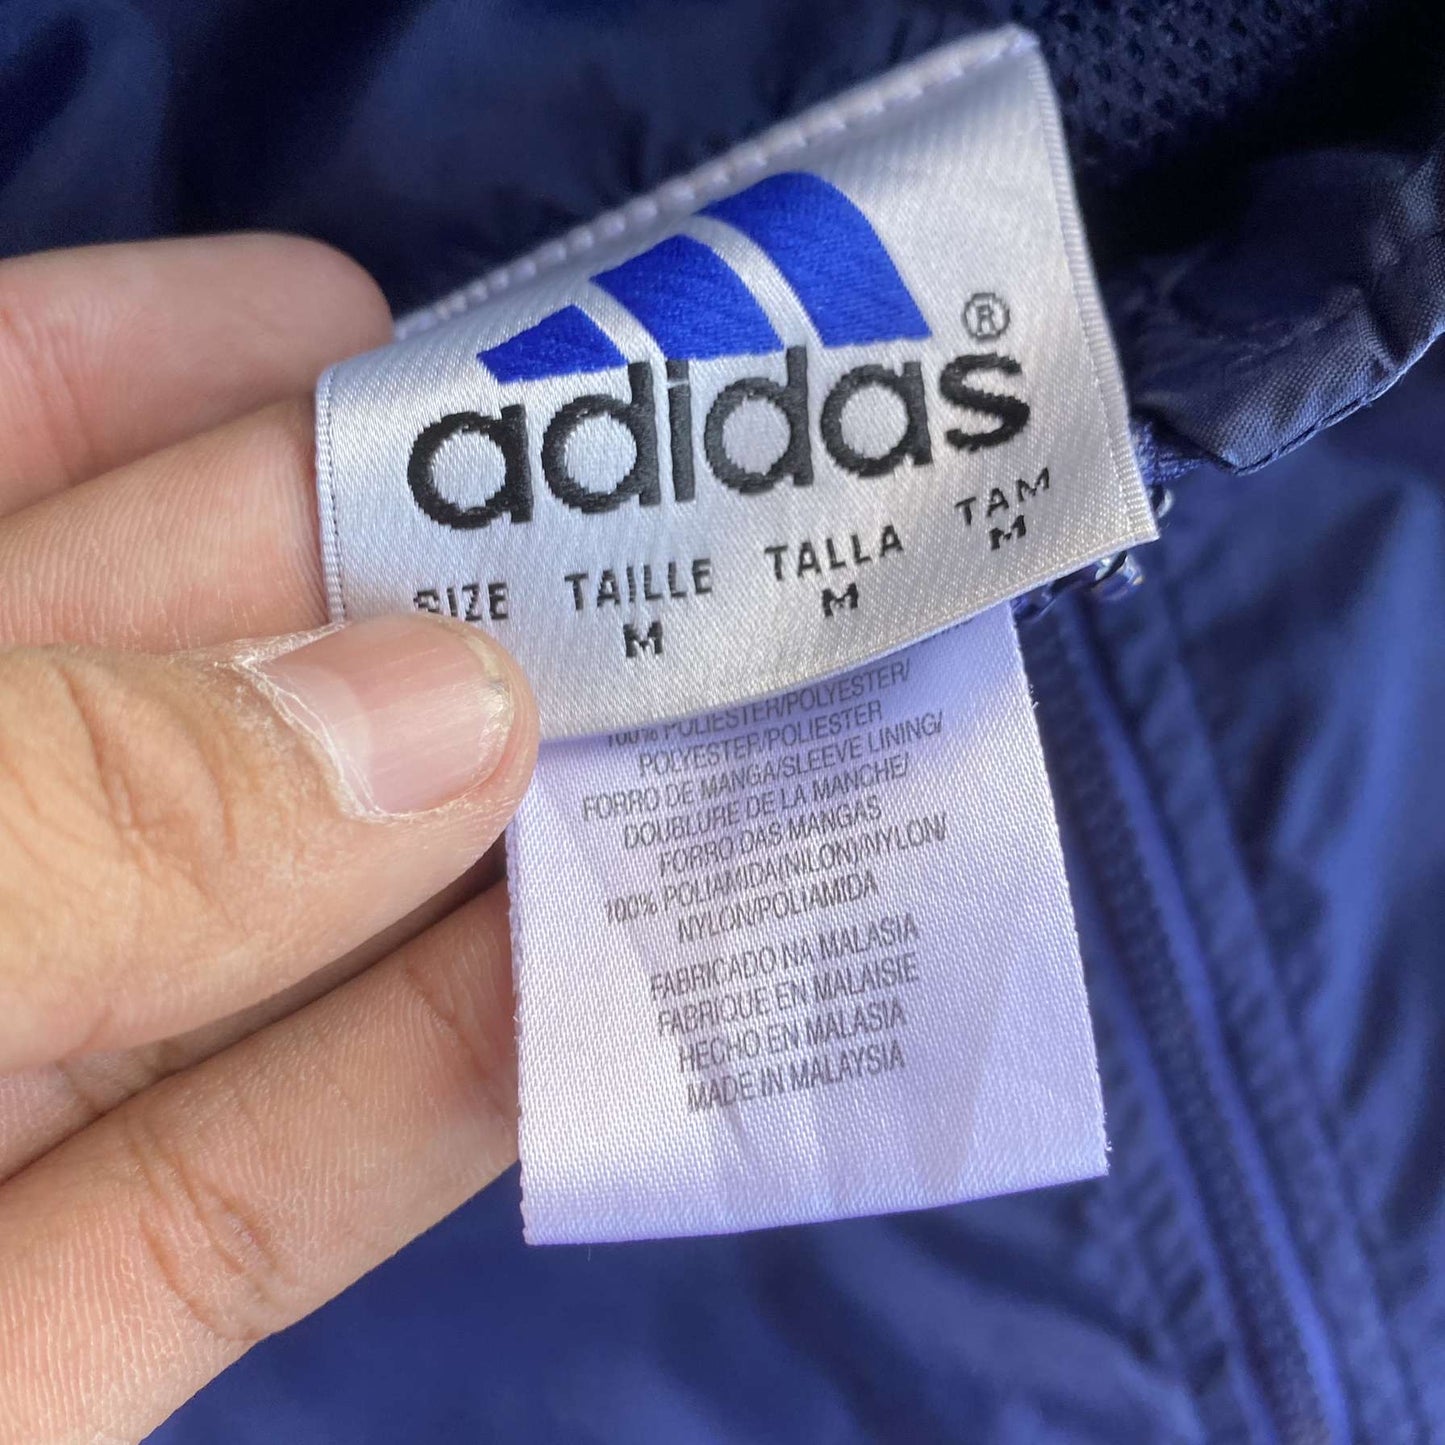 adidas®
SIZE TAILLE TALLA TAM
M M M
100% POLIESTER/POLYESTER/
POLYESTER/POLIESTER
FORRO DE MANGA/SLEEVE LINING/
DOUBLURE DE LA MANCHE/
FORRO DAS MANGAS
100% POLIAMIDA(NILON)/NYLON/
NYLON/POLIAMIDA
FABRICADO NA MALASIA
FABRIQUE EN MALAISIE
HECHO EN MALASIA
MADE IN MALAYSIA